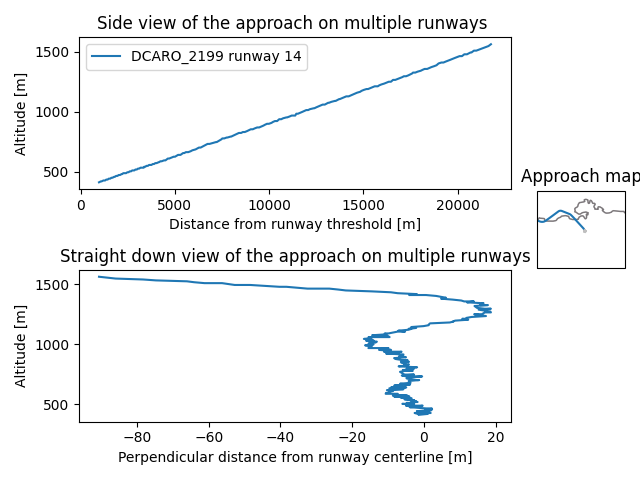 Side view of the approach on multiple runways
DCARO_2199 runway 14
Altitude [m]
1500
1000
500
0
5000
10000
15000
20000
Distance from runway threshold [m]
Approach map
Straight down view of the approach on multiple runways
Altitude [m]
1500
1000
500
−80
−60
−40
−20
0
20
Perpendicular distance from runway centerline [m]